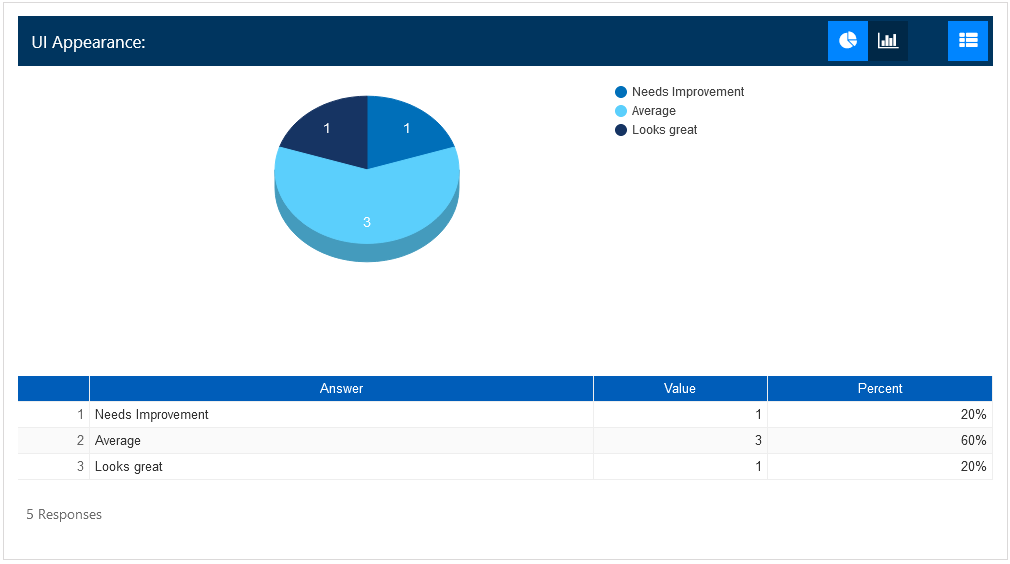 UI Appearance:
Needs Improvement
Average
Looks great
1 1
3
Answer Value Percent
1 Needs Improvement 1 20%
2 Average 3 60%
3 Looks great 1 20%
5 Responses